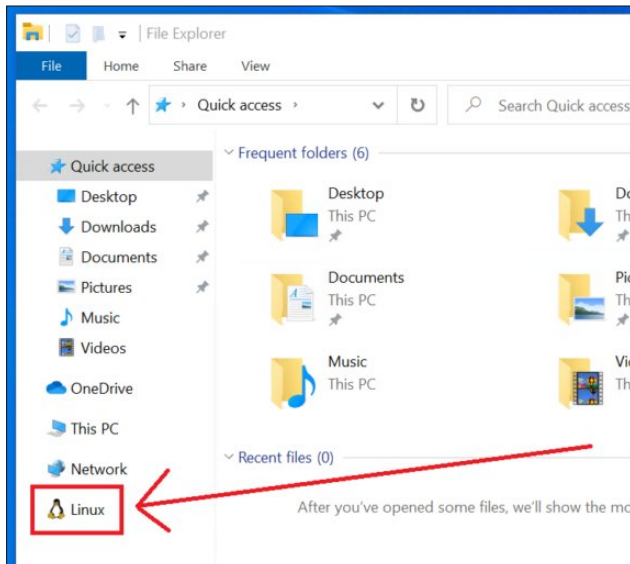 File Explorer
File Home Share View
Quick access
Search Quick access
Quick access
Desktop
Downloads
Documents
Pictures
Music
Videos
OneDrive
This PC
Network
Linux
Frequent folders (6)
Desktop
This PC
Documents
This PC
Music
This PC
Recent files (0)
After you've opened some files, we'll show the